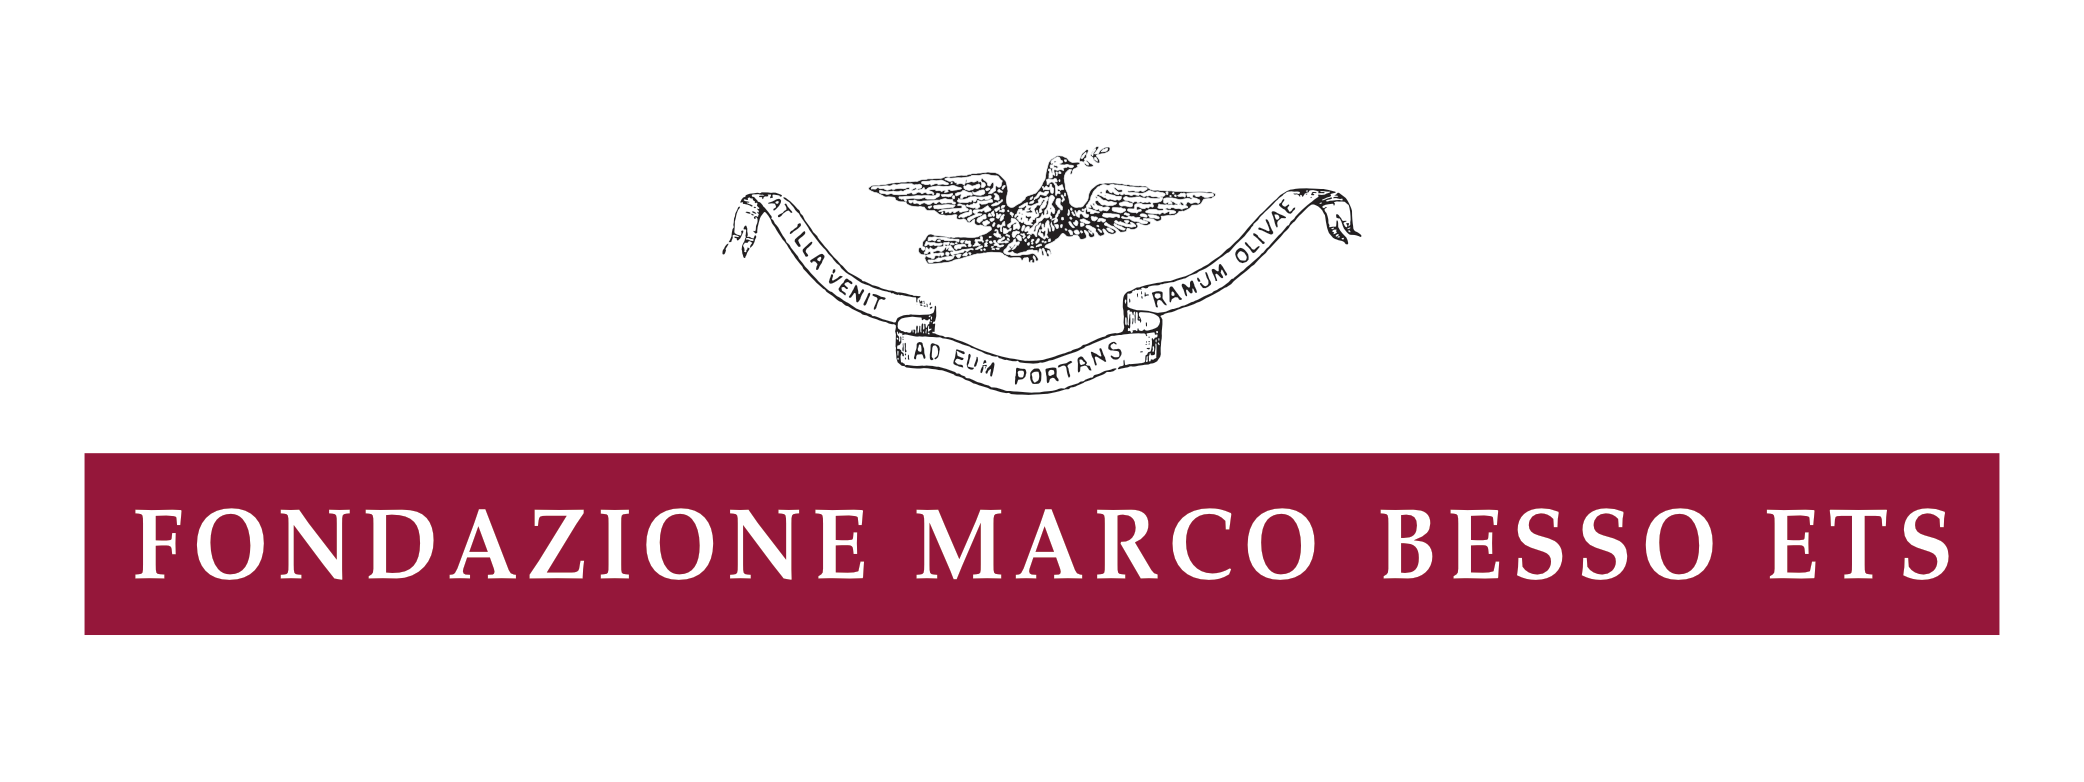 AT ILLA VENIT
AD EUM PORTANS
RAMUM OLIVAE
FONDAZIONE MARCO BESSO ETS